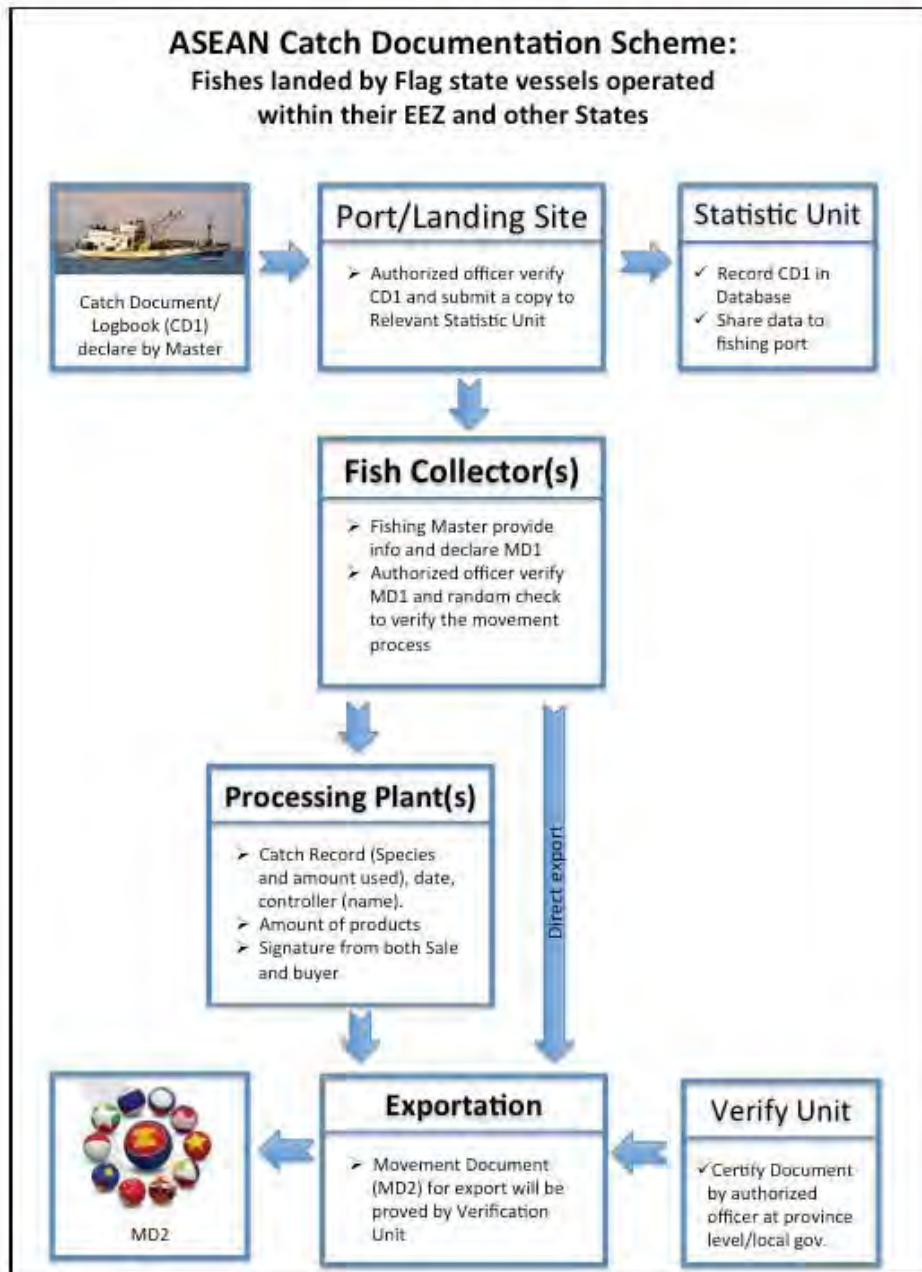 ASEAN Catch Documentation Scheme:
Fishes landed by Flag state vessels operated
within their EEZ and other States
Catch Document/
Logbook (CD1)
declare by Master
Port/Landing Site
➢ Authorized officer verify
CD1 and submit a copy to
Relevant Statistic Unit
Statistic Unit
✓ Record CD1 in
Database
✓ Share data to
fishing port
Fish Collector(s)
➢ Fishing Master provide
info and declare MD1
➢ Authorized officer verify
MD1 and random check
to verify the movement
process
Processing Plant(s)
➢ Catch Record (Species
and amount used), date,
controller (name).
➢ Amount of products
➢ Signature from both Sale
and buyer
Direct export
MD2
Exportation
➢ Movement Document
(MD2) for export will be
proved by Verification
Unit
Verify Unit
✓Certify Document
by authorized
officer at province
level/local gov.